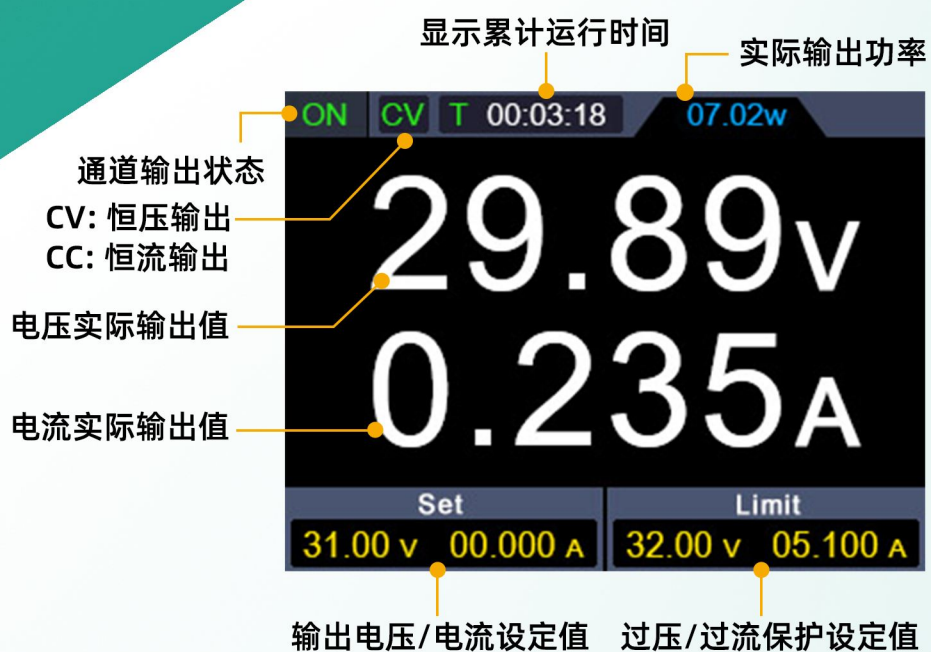 显示累计运行时间
实际输出功率
ON CV T 00:03:18 07.02w
通道输出状态
CV: 恒压输出
CC: 恒流输出
29.89V
电压实际输出值
0.235A
电流实际输出值
Set Limit
31.00 V 00.000 A 32.00 V 05.100 A
输出电压/电流设定值 过压/过流保护设定值